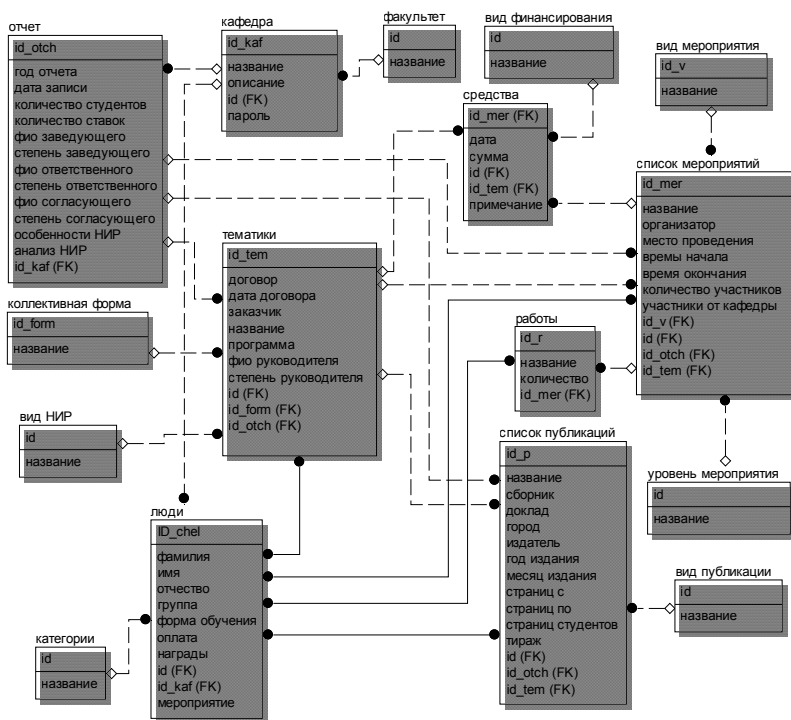 отчет
id_otch
год отчета
дата записи
количество студентов
количество ставок
фио заведующего
степень заведующего
фио ответственного
степень ответственного
фио согласующего
степень согласующего
особенности НИР
анализ НИР
id_kaf (FK)
кафедра
id_kaf
название
описание
id (FK)
пароль
факультет
id
название
вид финансирования
id
название
вид мероприятия
id_v
название
средства
id_mer (FK)
дата
сумма
id (FK)
id_tem (FK)
примечание
список мероприятий
id_mer
название
организатор
место проведения
времы начала
время окончания
количество участников
участники от кафедры
id_v (FK)
id (FK)
id_otch (FK)
id_tem (FK)
тематики
id_tem
договор
дата договора
заказчик
название
программа
фио руководителя
степень руководителя
id (FK)
id_form (FK)
id_otch (FK)
коллективная форма
id_form
название
работы
id_r
название
количество
id_mer (FK)
вид НИР
id
название
список публикаций
id_p
название
сборник
доклад
город
издатель
год издания
месяц издания
страниц с
страниц по
страниц студентов
тираж
id (FK)
id_otch (FK)
id_tem (FK)
уровень мероприятия
id
название
люди
ID_chel
фамилия
имя
отчество
группа
форма обучения
оплата
награды
id (FK)
id_kaf (FK)
мероприятие
вид публикации
id
название
категории
id
название